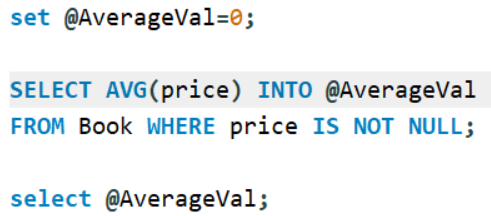 set @AverageVal=0;
SELECT AVG(price) INTO @AverageVal
FROM Book WHERE price IS NOT NULL;
select @AverageVal;